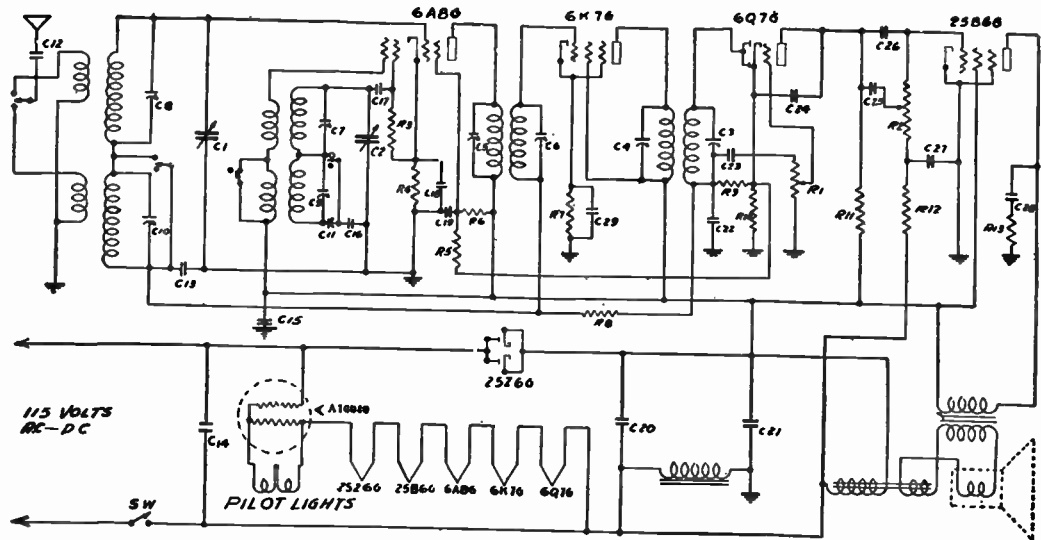 6A8G
6K7G
6Q7G
25B6G
C12
C8
C1
C10
C13
C15
C7
C9
C11
C16
C2
C17
R3
R4
C18
C19
R6
R5
C5
C6
R7
C29
C4
C3
C23
R9
C22
R1
C24
C25
C26
R2
C27
R11
R12
C28
R13
R8
25Z6G
115 VOLTS
AC-DC
C14
PILOT LIGHTS
25Z6G
25B6G
6A8G
6K7G
6Q7G
C20
C21
SW